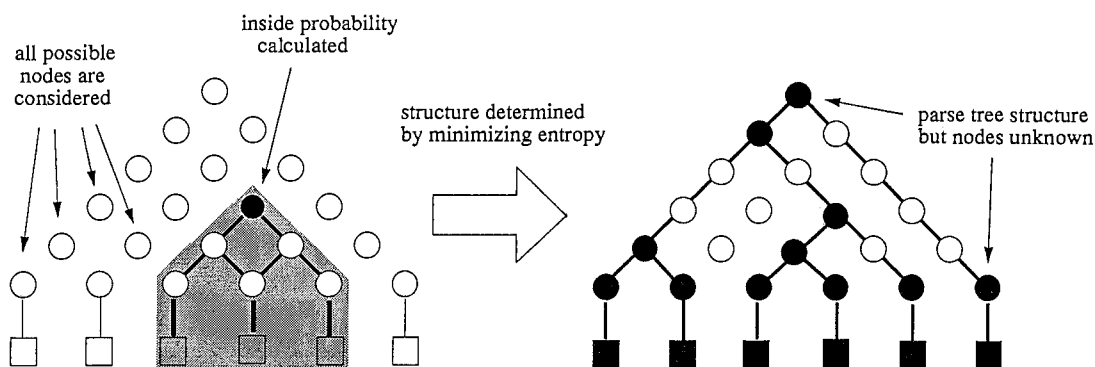 inside probability
calculated
all possible
nodes are
considered
structure determined
by minimizing entropy
parse tree structure
but nodes unknown